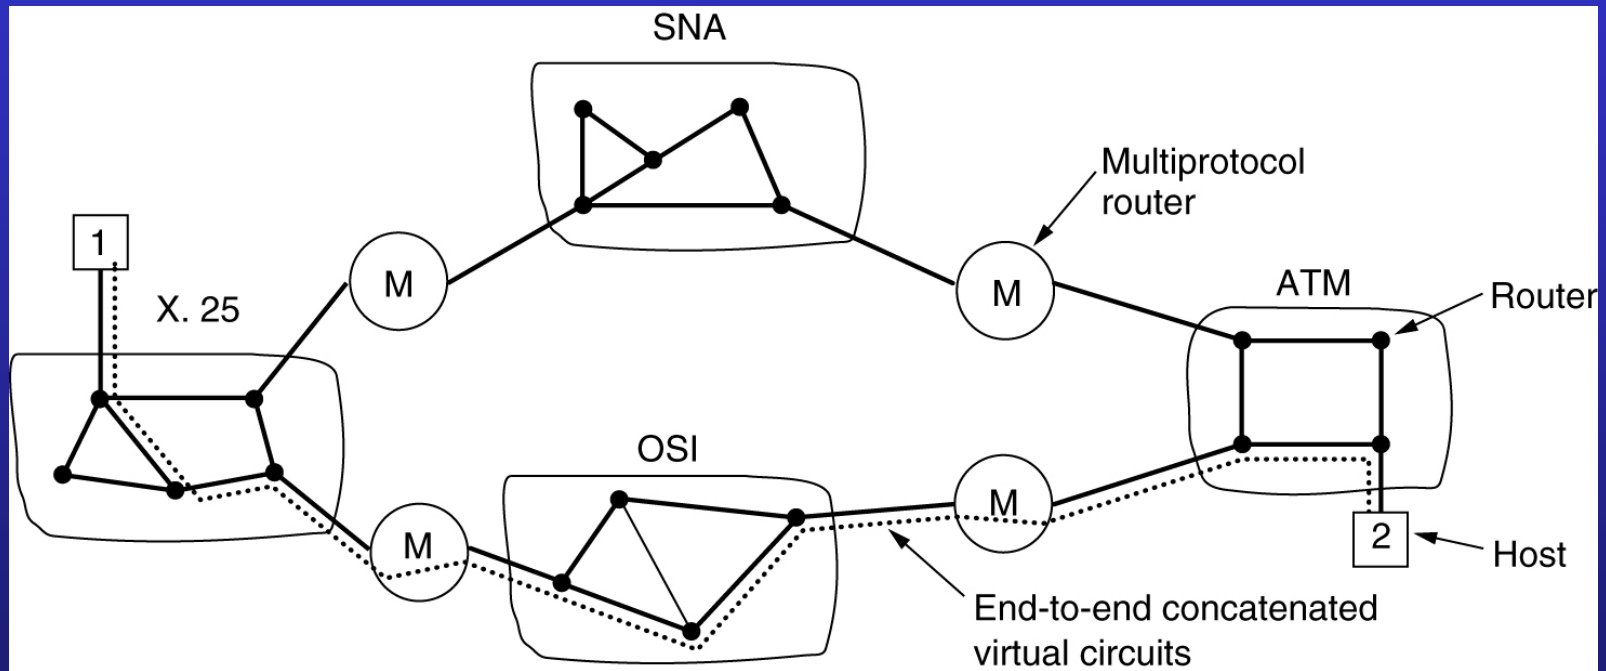 SNA
Multiprotocol
router
1
X. 25
M
M
ATM
Router
OSI
M
M
2
Host
End-to-end concatenated
virtual circuits